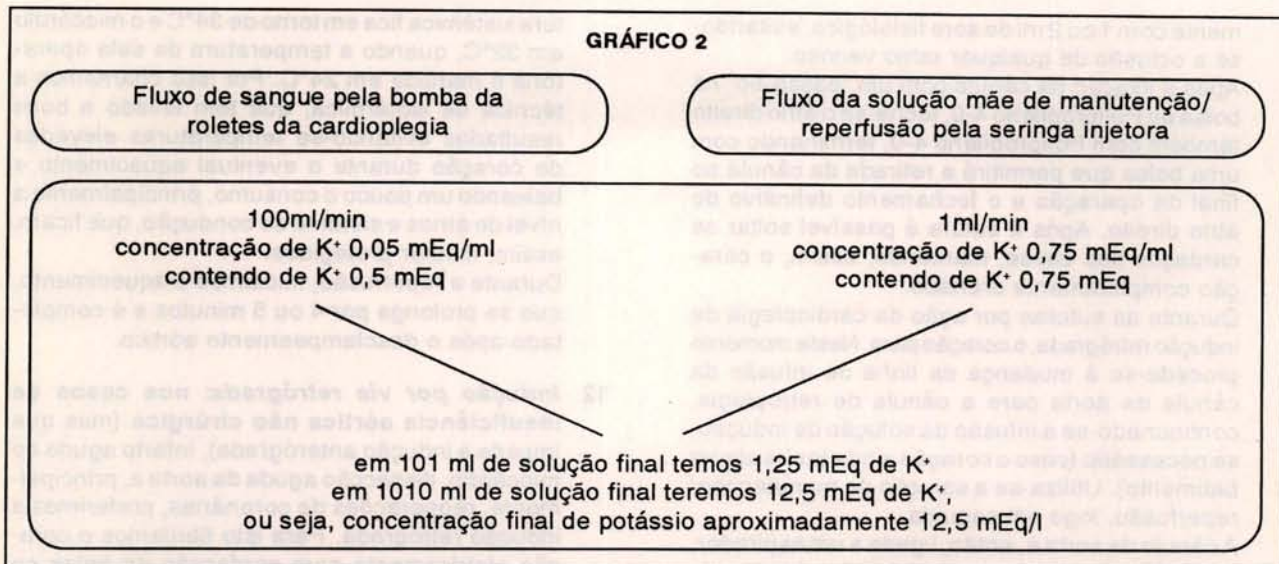 GRÁFICO 2
Fluxo de sangue pela bomba de roletes da cardioplegia
Fluxo da solução mãe de manutenção/
reperfusão pela seringa injetora
100ml/min
concentração de K⁺ 0,05 mEq/ml
contendo de K⁺ 0,5 mEq
1ml/min
concentração de K⁺ 0,75 mEq/ml
contendo de K⁺ 0,75 mEq
em 101 ml de solução final temos 1,25 mEq de K⁺,
em 1010 ml de solução final teremos 12,5 mEq de K⁺,
ou seja, concentração final de potássio aproximadamente 12,5 mEq/l